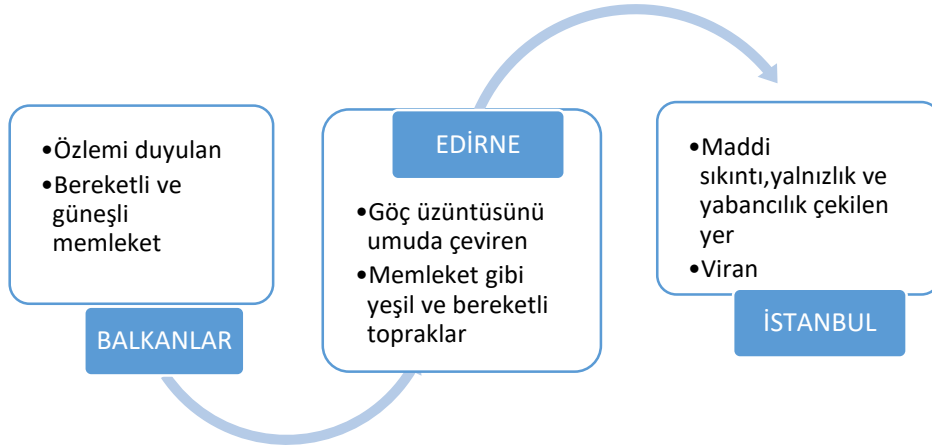 •Özlemi duyulan
•Bereketli ve
güneşli
memleket
BALKANLAR
EDİRNE
•Göç üzüntüsünü
umuda çeviren
•Memleket gibi
yeşil ve bereketli
topraklar
•Maddi
sıkıntı,yalnızlık ve
yabancılık çekilen
yer
•Viran
İSTANBUL